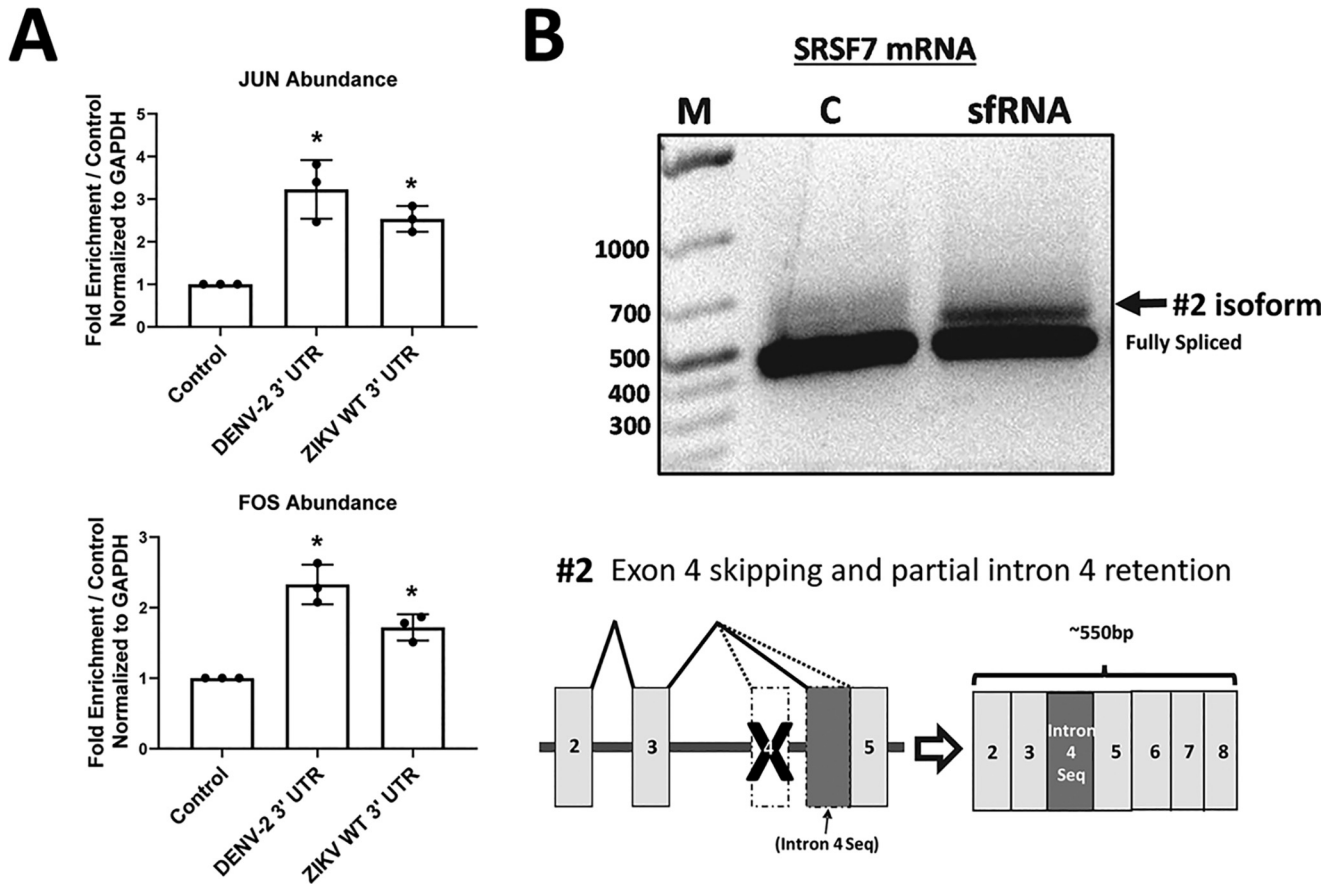 A
JUN Abundance
Fold Enrichment / Control
Normalized to GAPDH
5
4
3
2
1
0
Control
DENV-2 3' UTR
ZIKV WT 3' UTR
*
*
FOS Abundance
Fold Enrichment / Control
Normalized to GAPDH
3
2
1
0
Control
DENV-2 3' UTR
ZIKV WT 3' UTR
*
*
B
SRSF7 mRNA
M C sfRNA
1000
700
500
400
300
#2 isoform
Fully Spliced
#2 Exon 4 skipping and partial intron 4 retention
2 3 4 5
(Intron 4 Seq)
~550bp
2 3 Intron 4 Seq 5 6 7 8